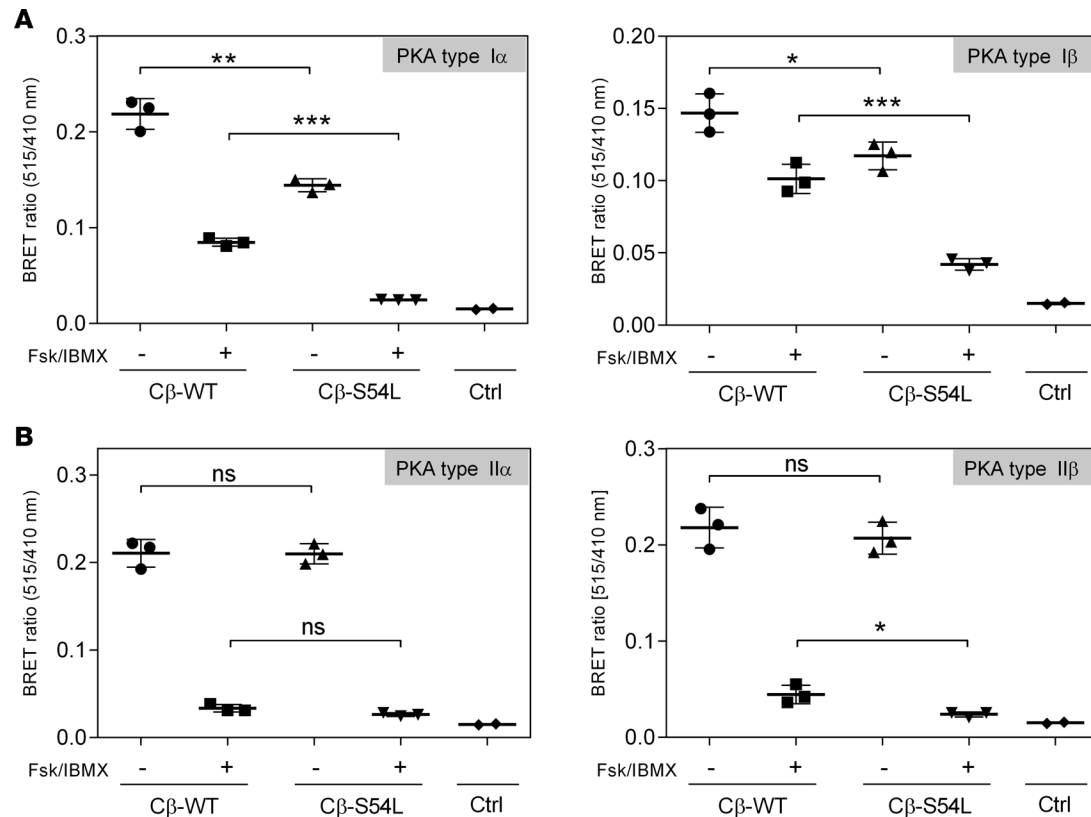 A
0.3
0.2
0.1
0.0
BRET ratio (515/410 nm)
PKA type Iα
**
***
Fsk/IBMX - + - +
Cβ-WT Cβ-S54L Ctrl
0.20
0.15
0.10
0.05
0.00
BRET ratio (515/410 nm)
PKA type Iβ
*
***
- + - +
Cβ-WT Cβ-S54L Ctrl
B
0.3
0.2
0.1
0.0
BRET ratio (515/410 nm)
PKA type IIα
ns
ns
Fsk/IBMX - + - +
Cβ-WT Cβ-S54L Ctrl
0.3
0.2
0.1
0.0
BRET ratio [515/410 nm]
PKA type IIβ
ns
*
Fsk/IBMX - + - +
Cβ-WT Cβ-S54L Ctrl